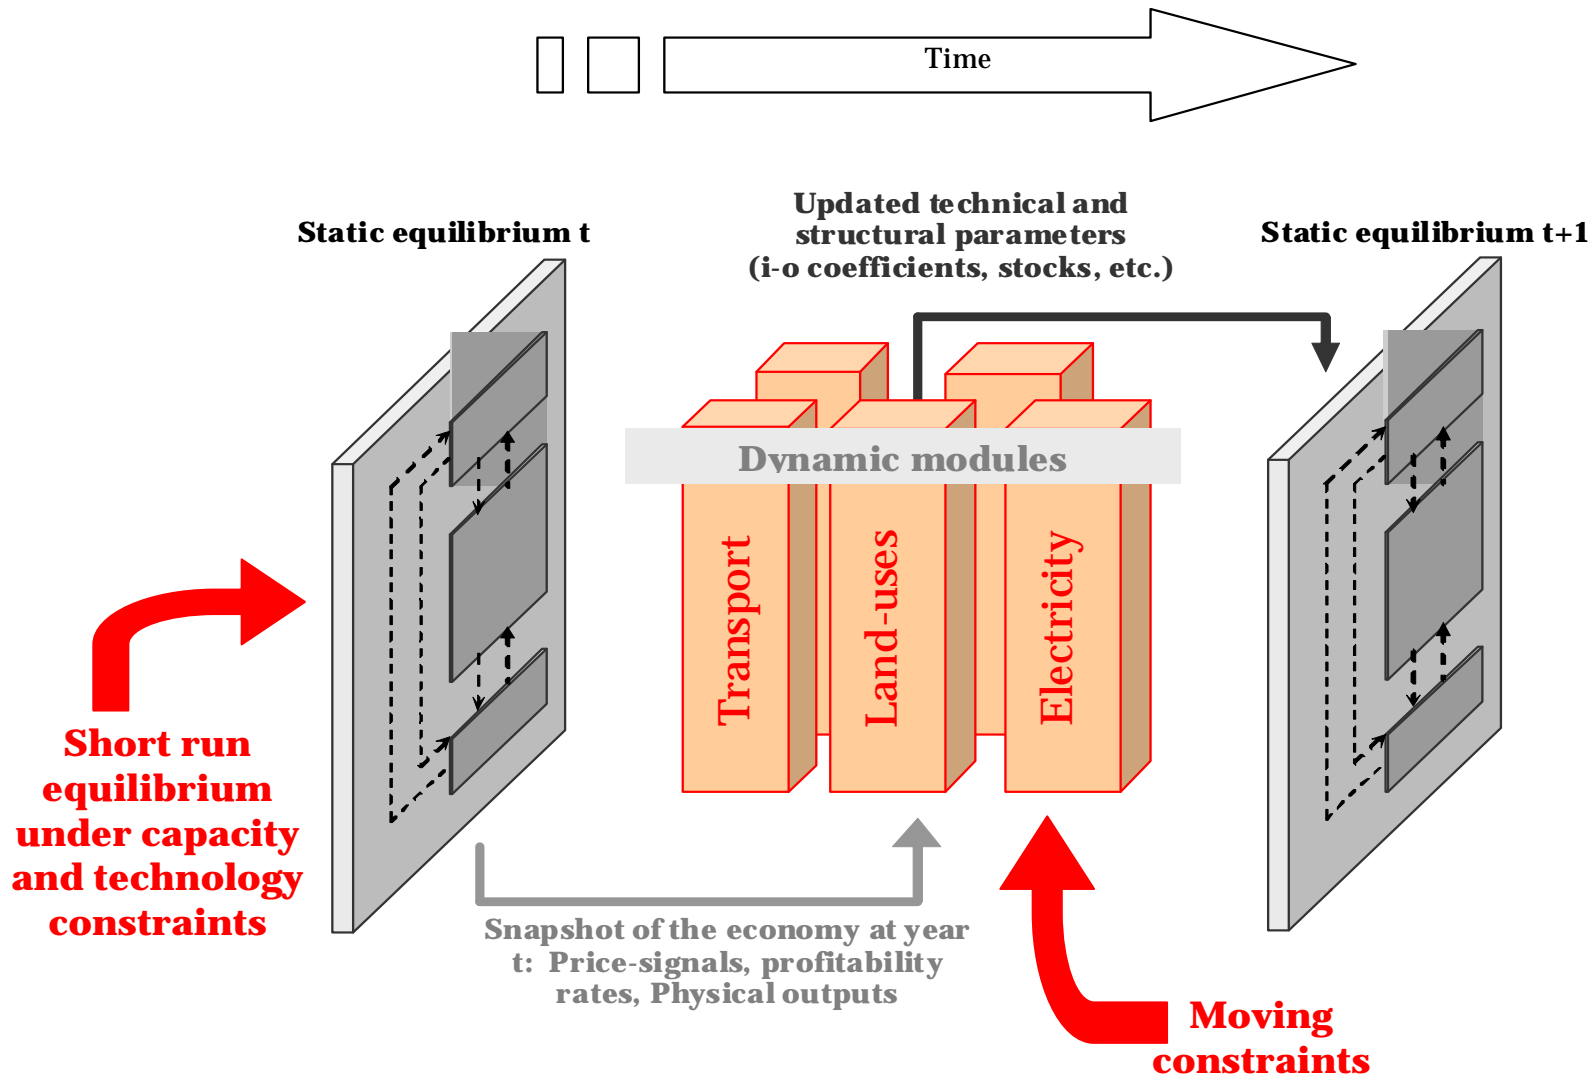 Time
Static equilibrium t
Updated technical and
structural parameters
(i-o coefficients, stocks, etc.)
Static equilibrium t+1
Dynamic modules
Transport
Land-uses
Electricity
Short run
equilibrium
under capacity
and technology
constraints
Snapshot of the economy at year
t: Price-signals, profitability
rates, Physical outputs
Moving
constraints